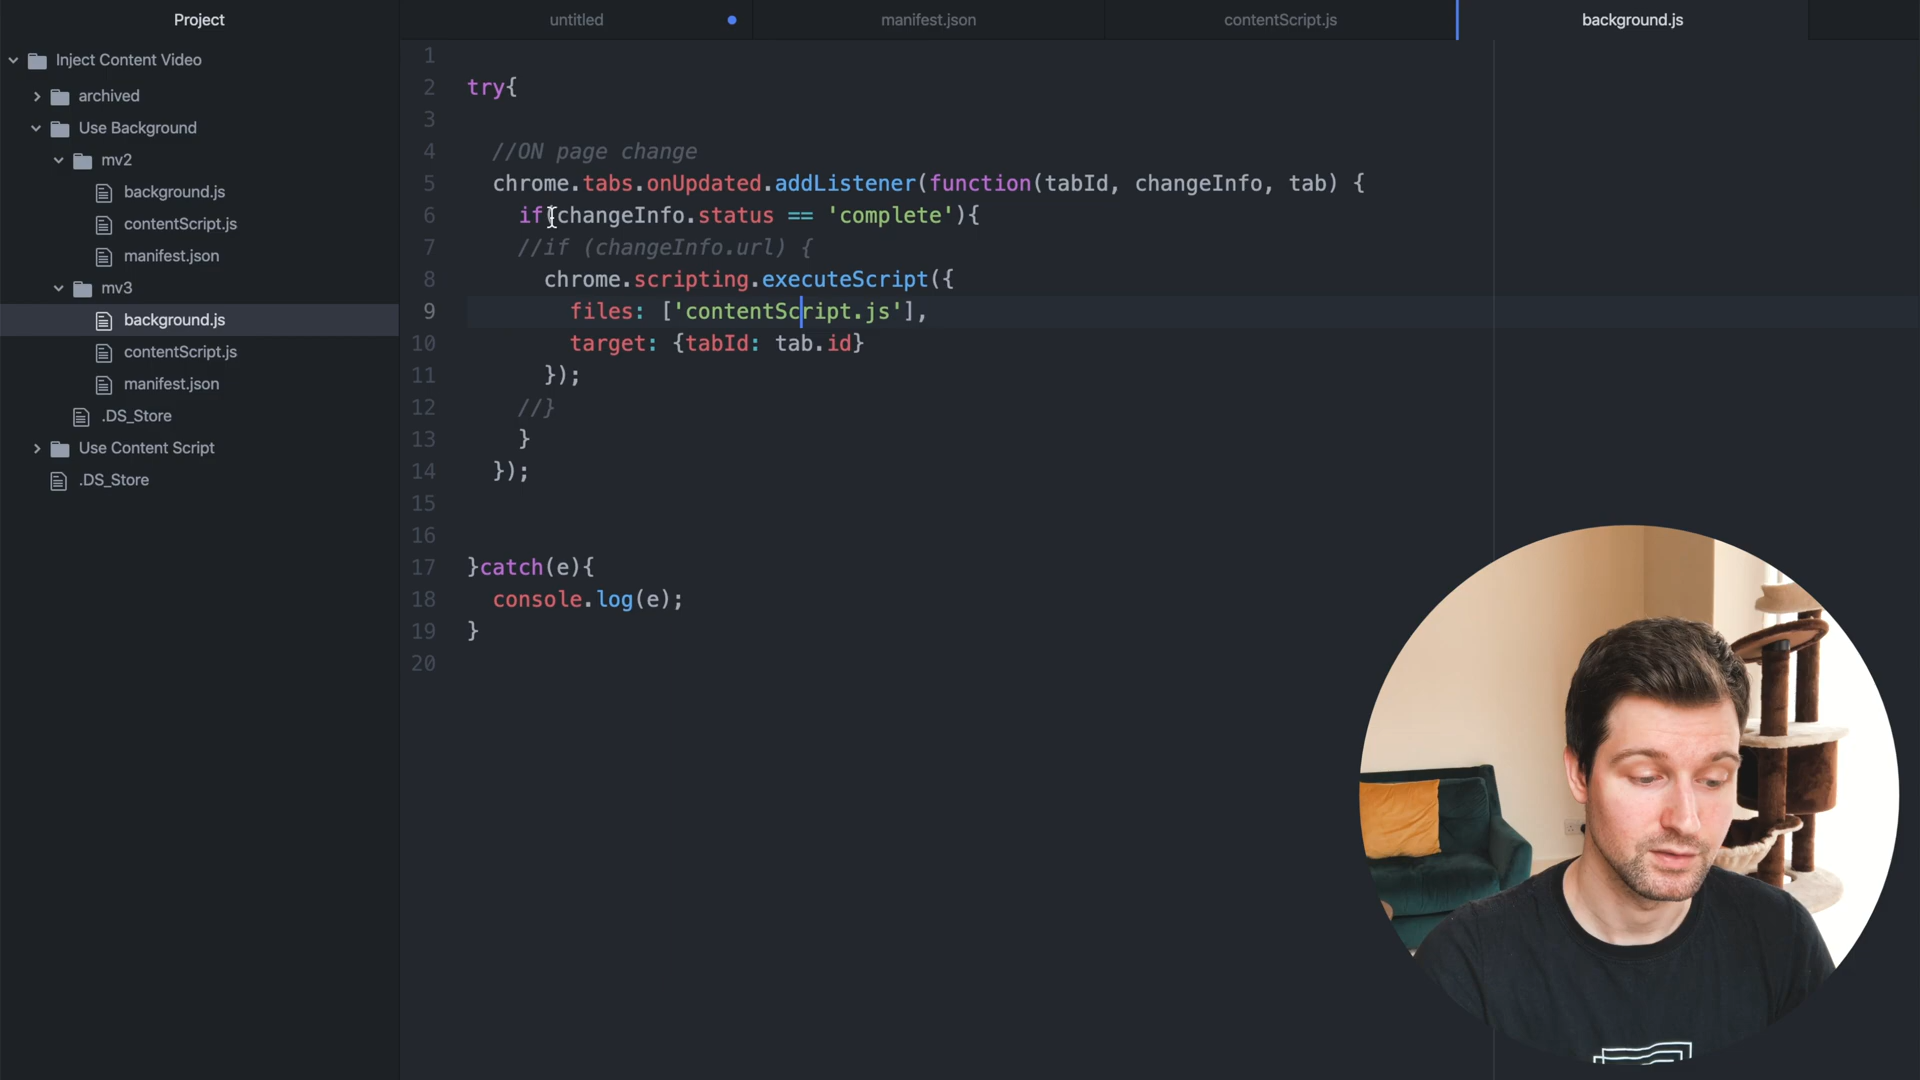 Project
untitled
manifest.json
contentScript.js
background.js
Inject Content Video
archived
Use Background
mv2
background.js
contentScript.js
manifest.json
mv3
background.js
contentScript.js
manifest.json
.DS_Store
Use Content Script
.DS_Store
1
2 try{
3
4 //ON page change
5 chrome.tabs.onUpdated.addListener(function(tabId, changeInfo, tab) {
6 if(changeInfo.status == 'complete'){
7 //if (changeInfo.url) {
8 chrome.scripting.executeScript({
9 files: ['contentScript.js'],
10 target: {tabId: tab.id}
11 });
12 //}
13 }
14 });
15
16
17 }catch(e){
18 console.log(e);
19 }
20